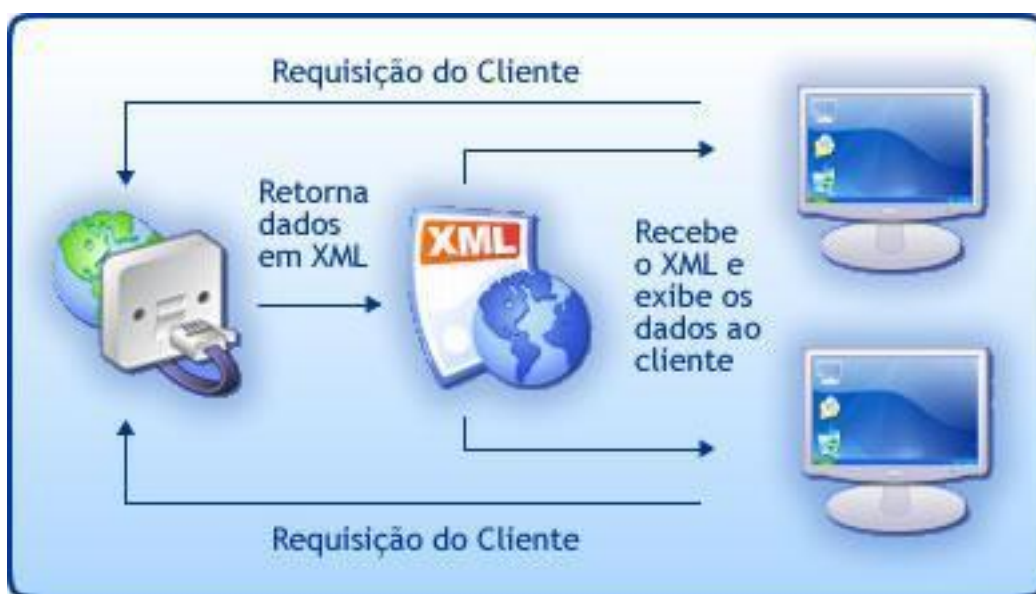 Requisição do Cliente
Retorna
dados
em XML
XML
Recebe
o XML e
exibe os
dados ao
cliente
Requisição do Cliente